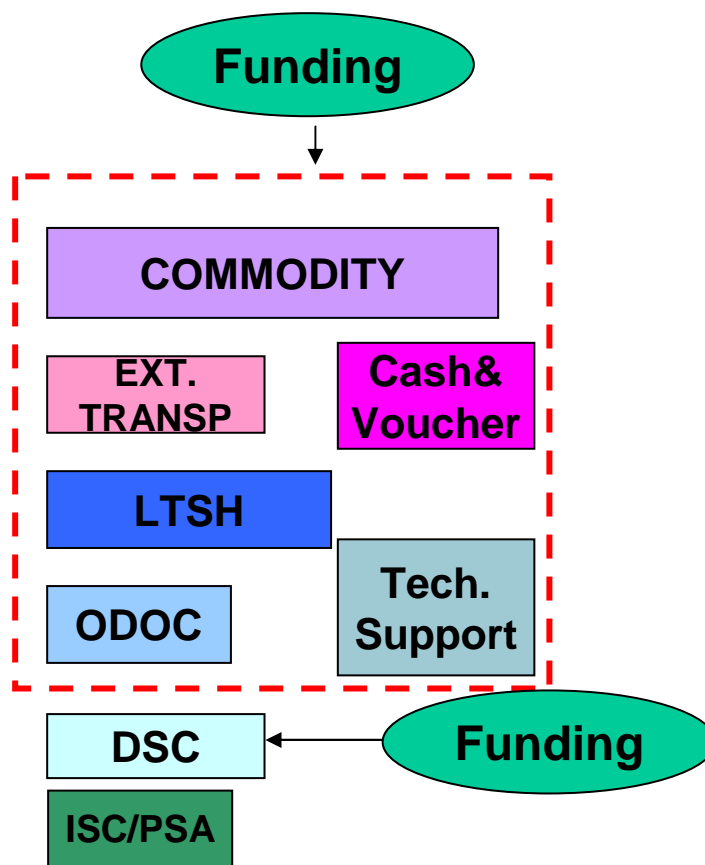 Funding
COMMODITY
EXT.
TRANSP
Cash&
Voucher
LTSH
Tech.
Support
ODOC
DSC
Funding
ISC/PSA